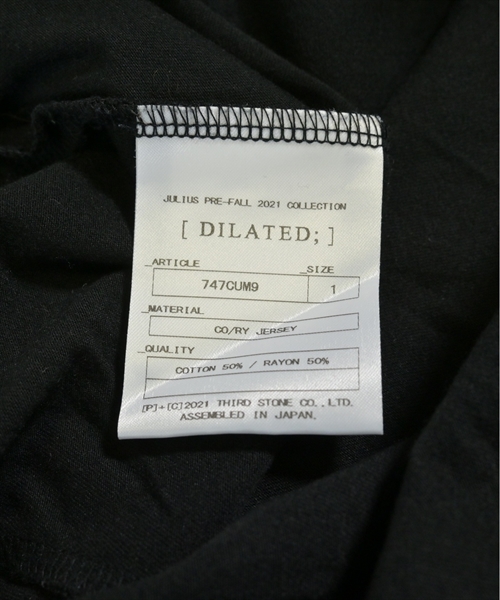 JULIUS PRE-FALL 2021 COLLECTION
[ DILATED; ]
_ARTICLE _SIZE
747CUM9 1
_MATERIAL
CO/RY JERSEY
_QUALITY
COTTON 50% / RAYON 50%
[P]+[C]2021 THIRD STONE CO.,LTD.
ASSEMBLED IN JAPAN.